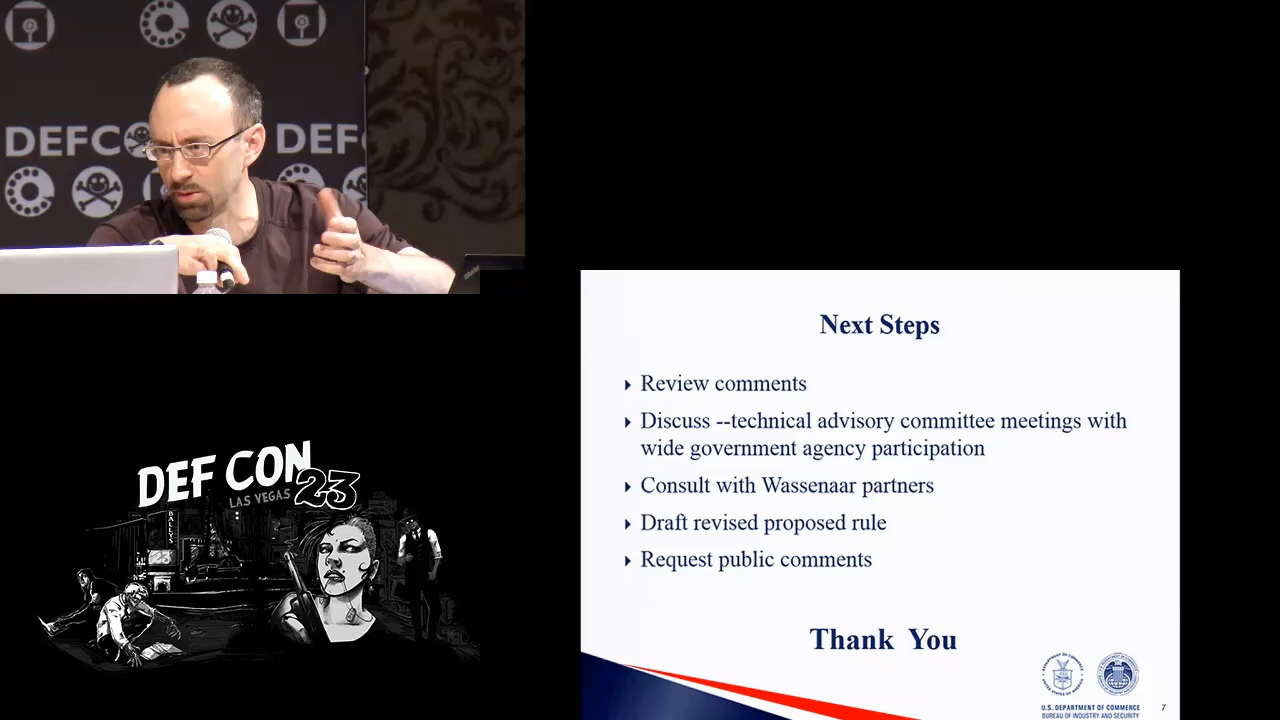 DEFCON
DEF
DEF CON
23
LAS VEGAS
BALLYS
Next Steps
Review comments
Discuss --technical advisory committee meetings with
wide government agency participation
Consult with Wassenaar partners
Draft revised proposed rule
Request public comments
Thank You
U.S. DEPARTMENT OF COMMERCE
BUREAU OF INDUSTRY AND SECURITY
7